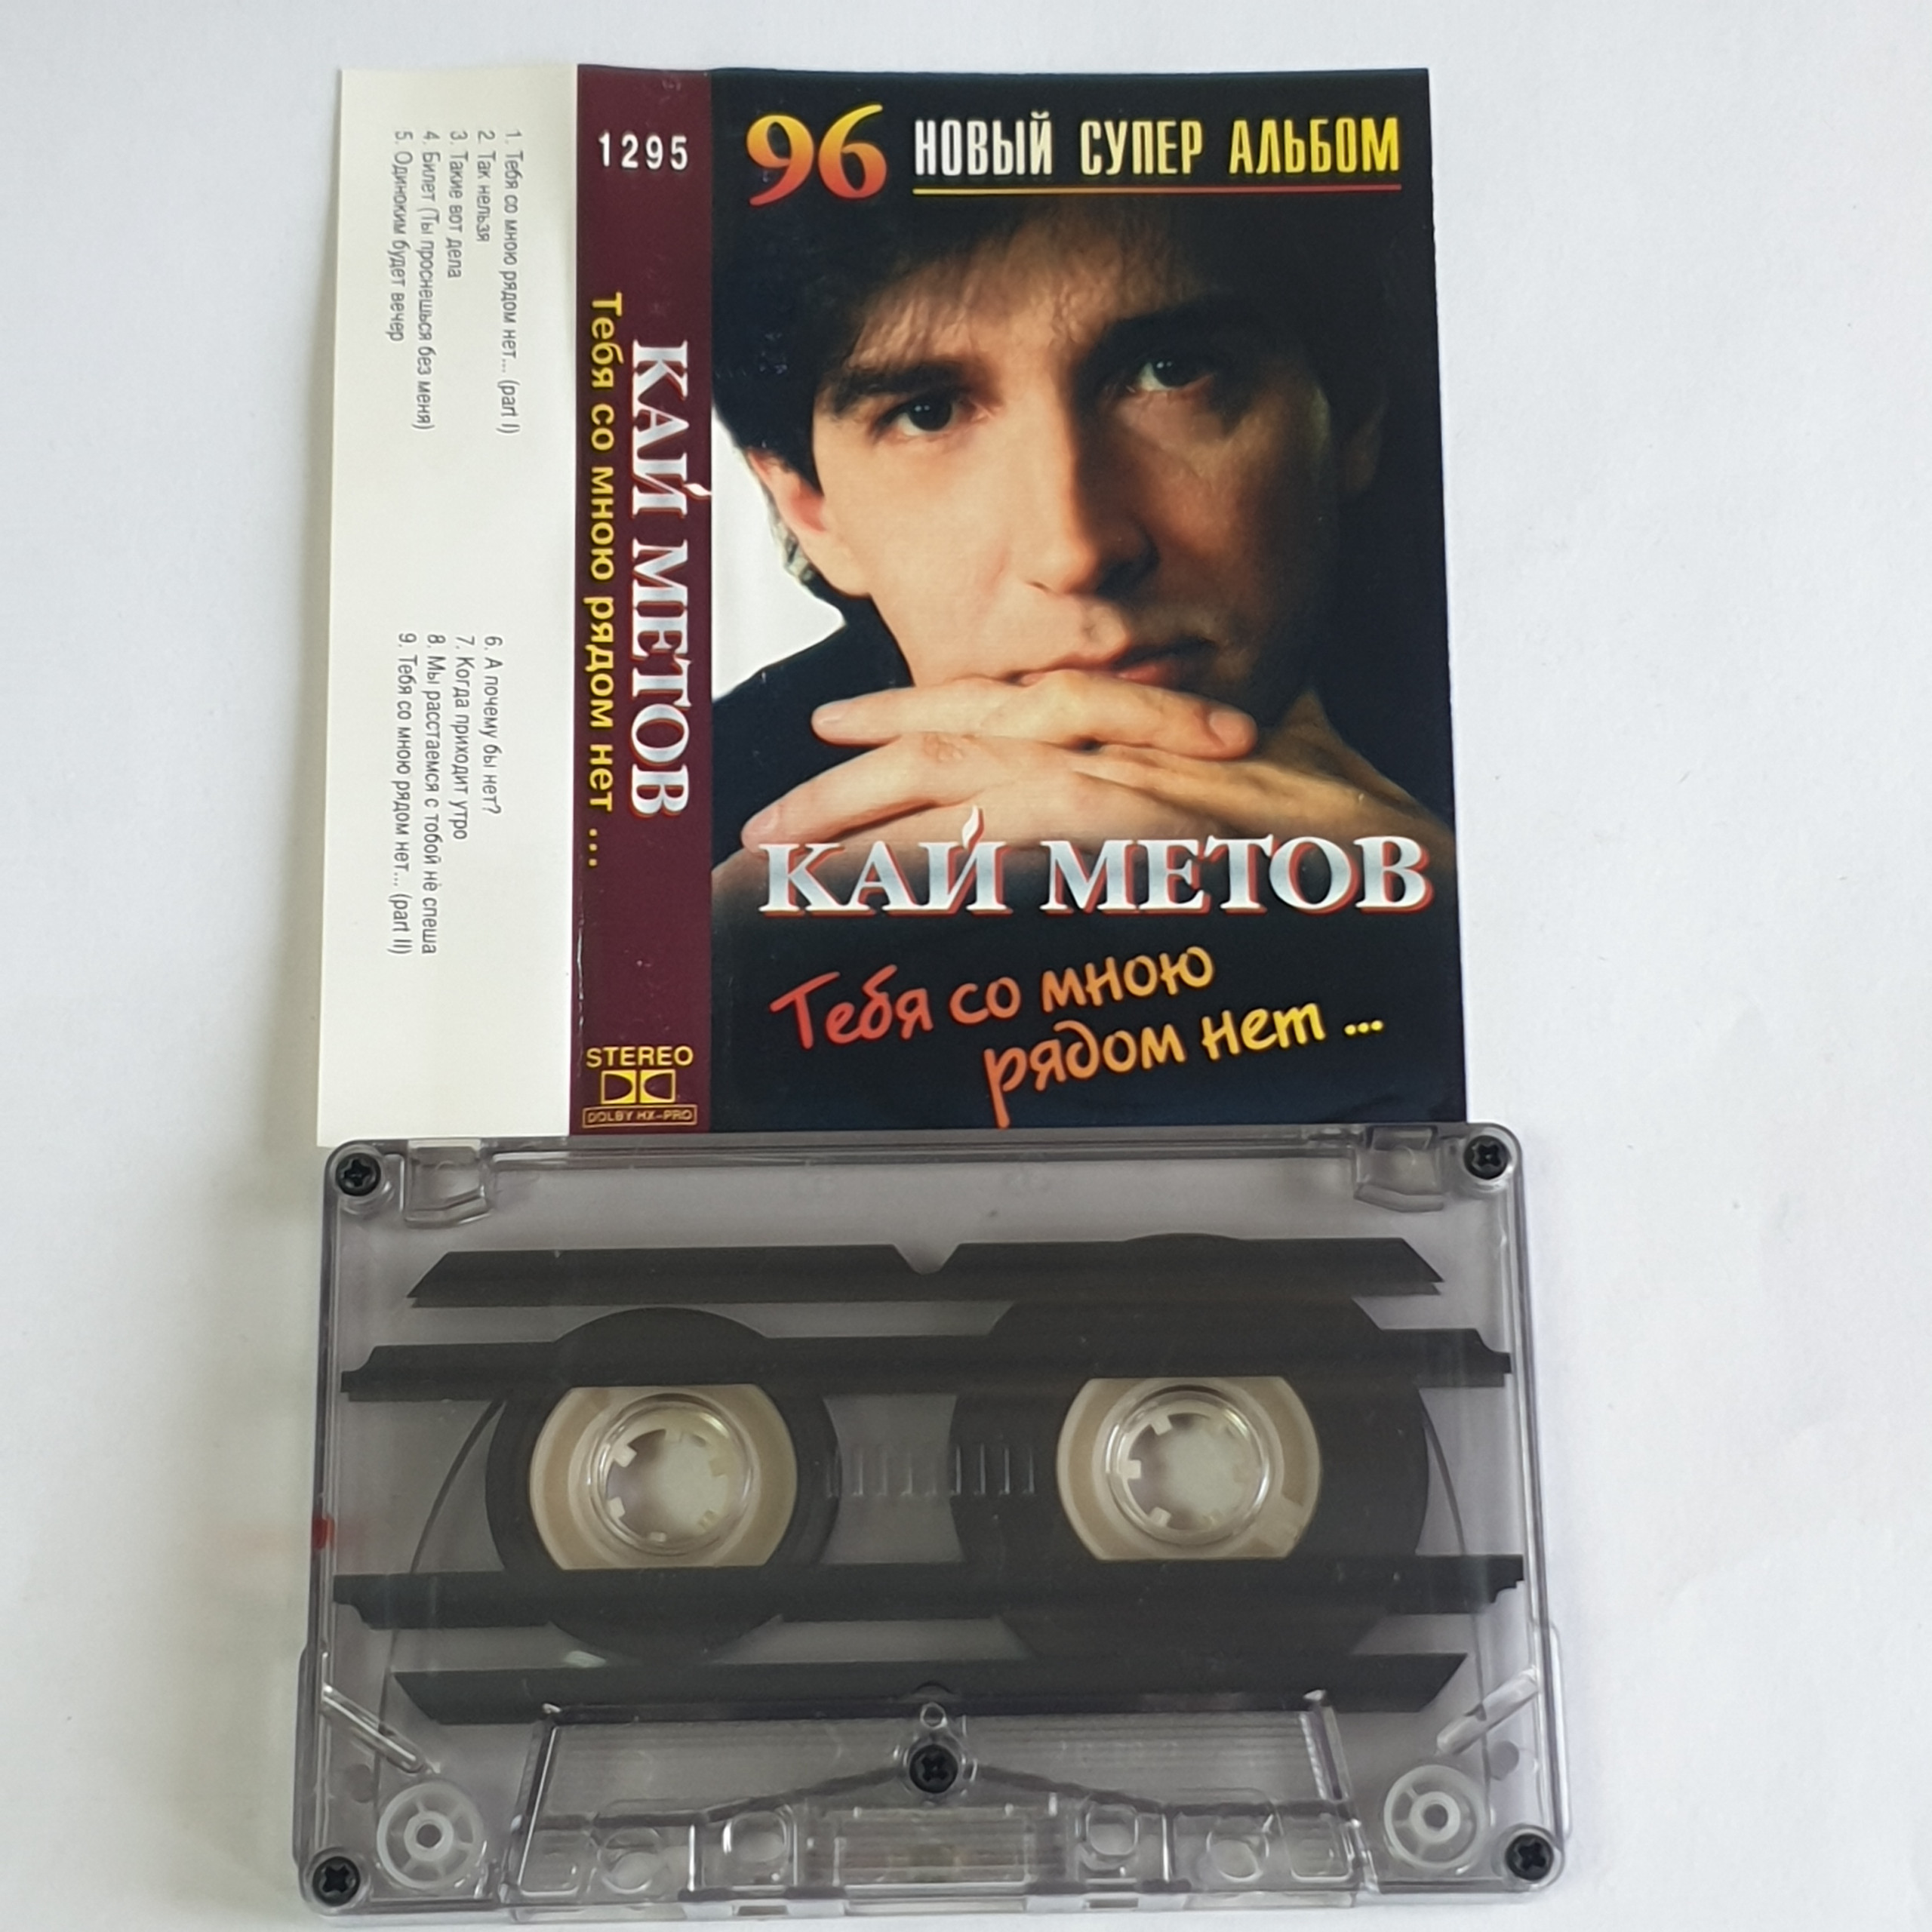 96 НОВЫЙ СУПЕР АЛЬБОМ
КАЙ МЕТОВ
Тебя со мною
рядом нет ...
1295
КАЙ МЕТОВ
Тебя со мною рядом нет ...
STEREO
DOLBY HX-PRO
1. Тебя со мною рядом нет... (part I)
2. Так нельзя
3. Такие вот дела
4. Билет (Ты проснешься без меня)
5. Одиноким будет вечер
6. А почему бы нет?
7. Когда приходит утро
8. Мы расстаемся с тобой не спеша
9. Тебя со мною рядом нет... (part II)